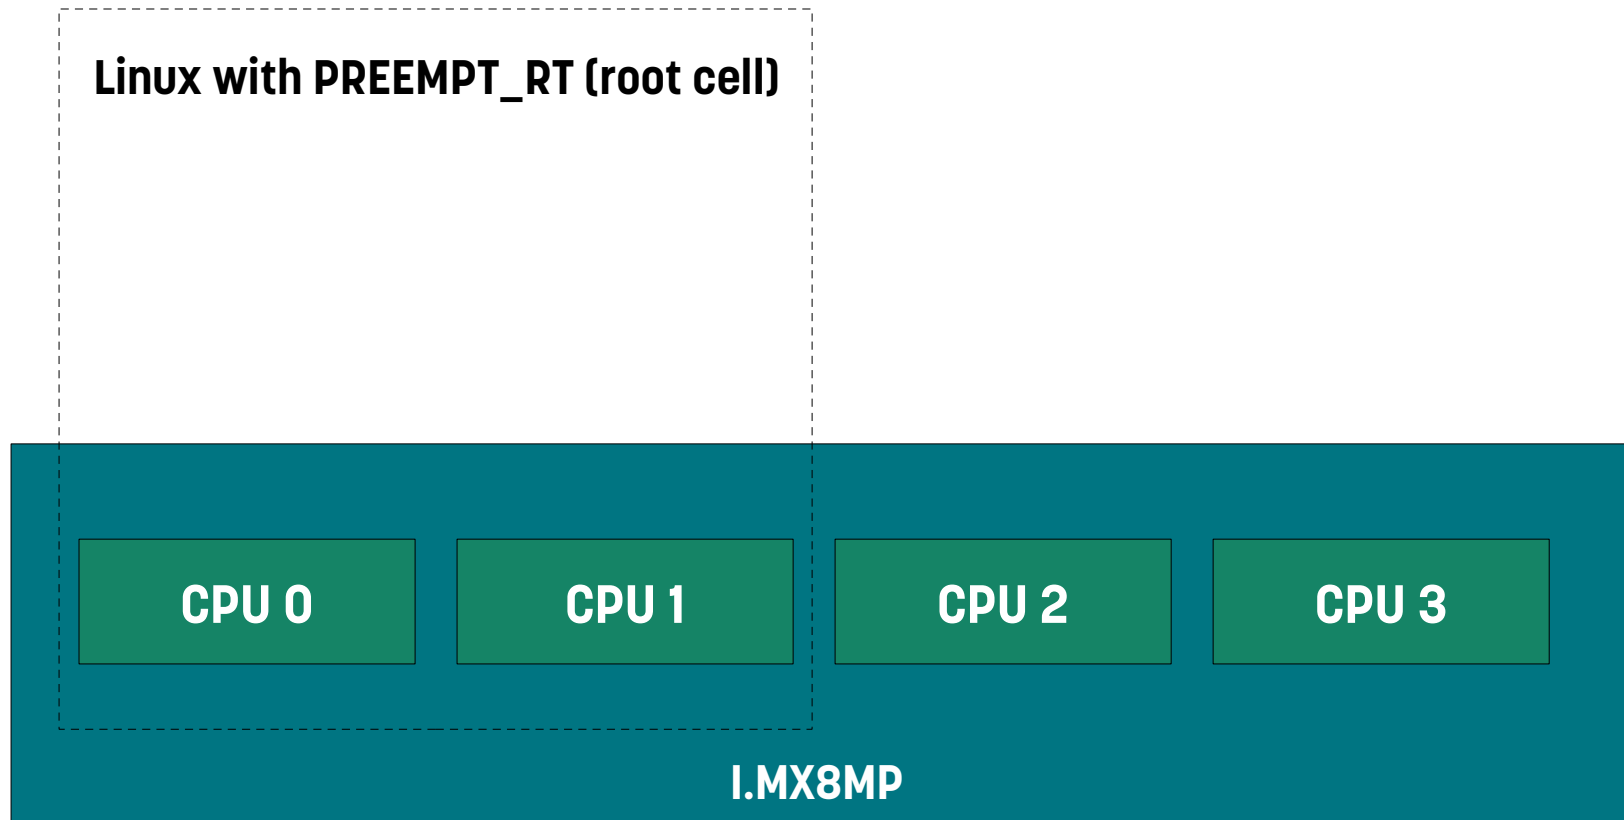 Linux with PREEMPT_RT (root cell)
CPU 0
CPU 1
CPU 2
CPU 3
I.MX8MP